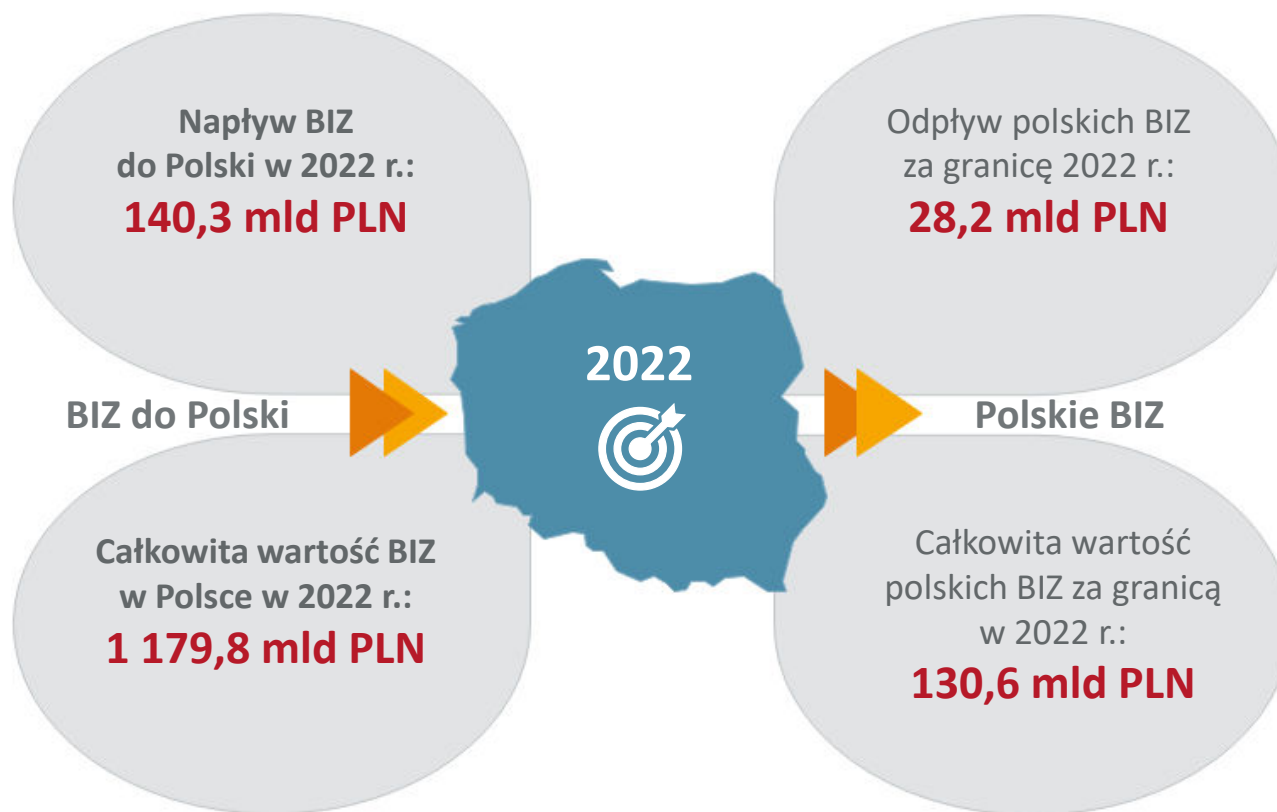 Napływ BIZ
do Polski w 2022 r.:
140,3 mld PLN
Odpływ polskich BIZ
za granicę 2022 r.:
28,2 mld PLN
BIZ do Polski
2022
Polskie BIZ
Całkowita wartość BIZ
w Polsce w 2022 r.:
1 179,8 mld PLN
Całkowita wartość
polskich BIZ za granicą
w 2022 r.:
130,6 mld PLN